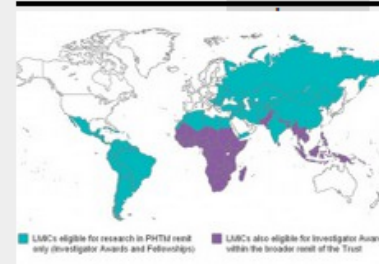 LMICs eligible for research in PHTM remit
only (Investigator Awards and Fellowships)
LMICs also eligible for Investigator Awar
within the broader remit of the Trust